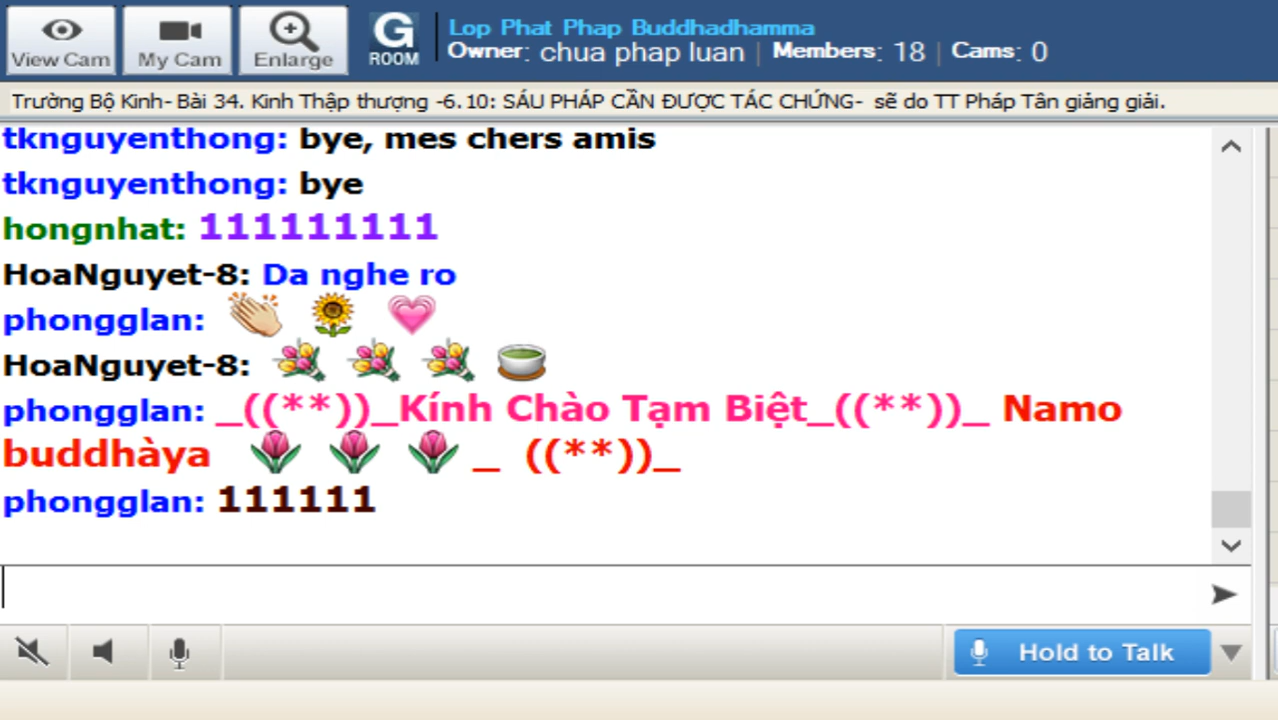 View Cam
My Cam
Enlarge
G ROOM
Lop Phat Phap Buddhadhamma
Owner: chua phap luan | Members: 18 | Cams: 0
Trường Bộ Kinh- Bài 34. Kinh Thập thượng -6.10: SÁU PHÁP CẦN ĐƯỢC TÁC CHỨNG- sẽ do TT Pháp Tân giảng giải.
tknguyenthong: bye, mes chers amis
tknguyenthong: bye
hongnhat: 111111111
HoaNguyet-8: Da nghe ro
phongglan:
HoaNguyet-8:
phongglan: _((**))_Kính Chào Tạm Biệt_((**))_ Namo
buddhàya _ ((**))_
phongglan: 111111
Hold to Talk